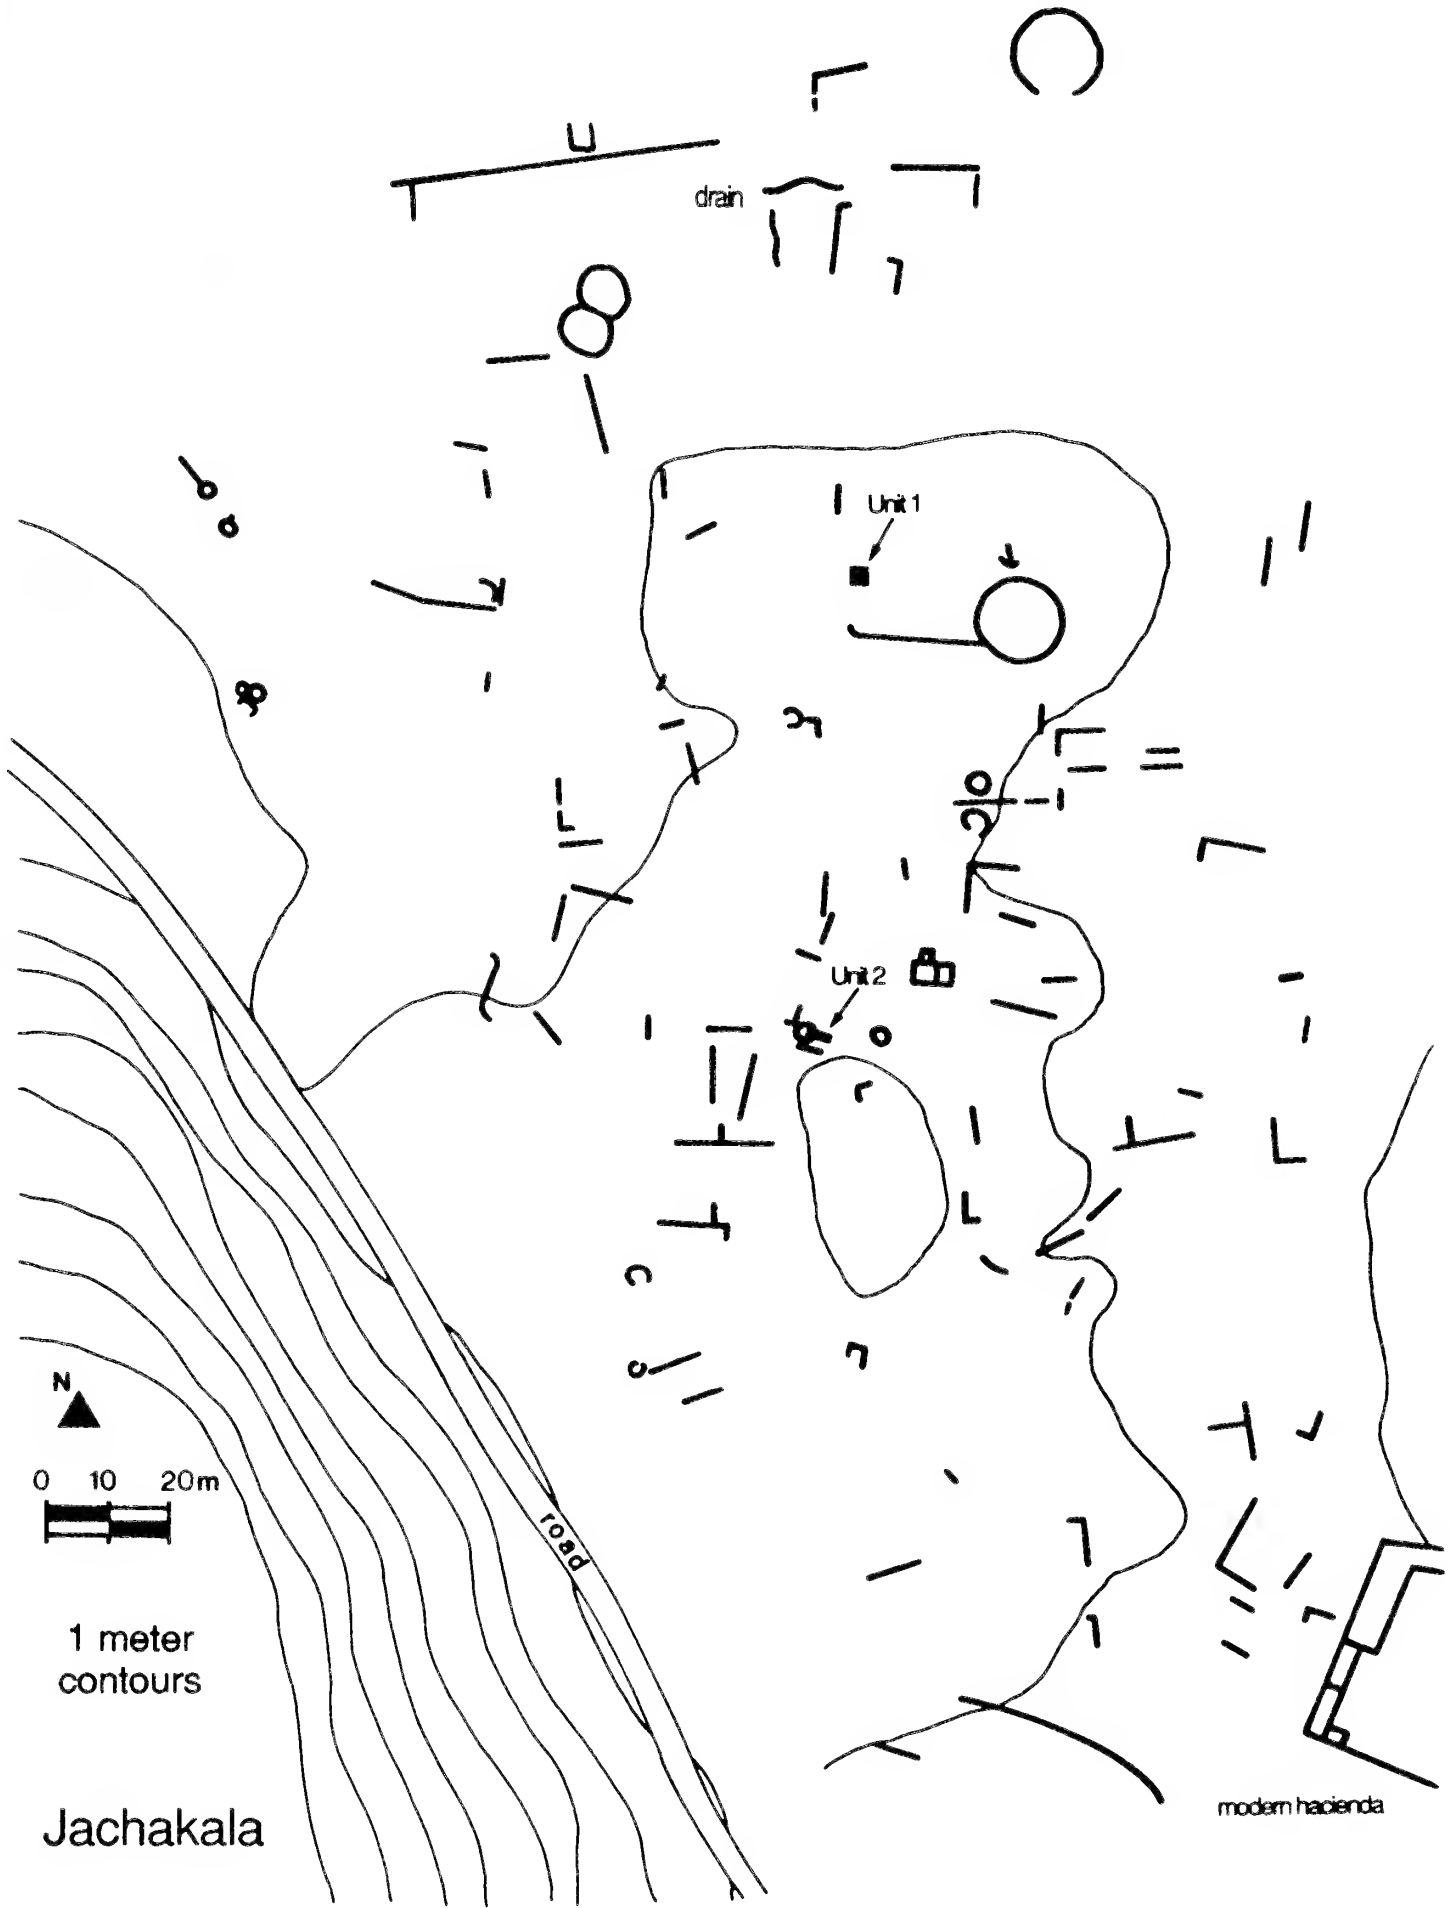 drain
Unit 1
Unit 2
N
0 10 20m
road
1 meter
contours
modern hacienda
Jachakala